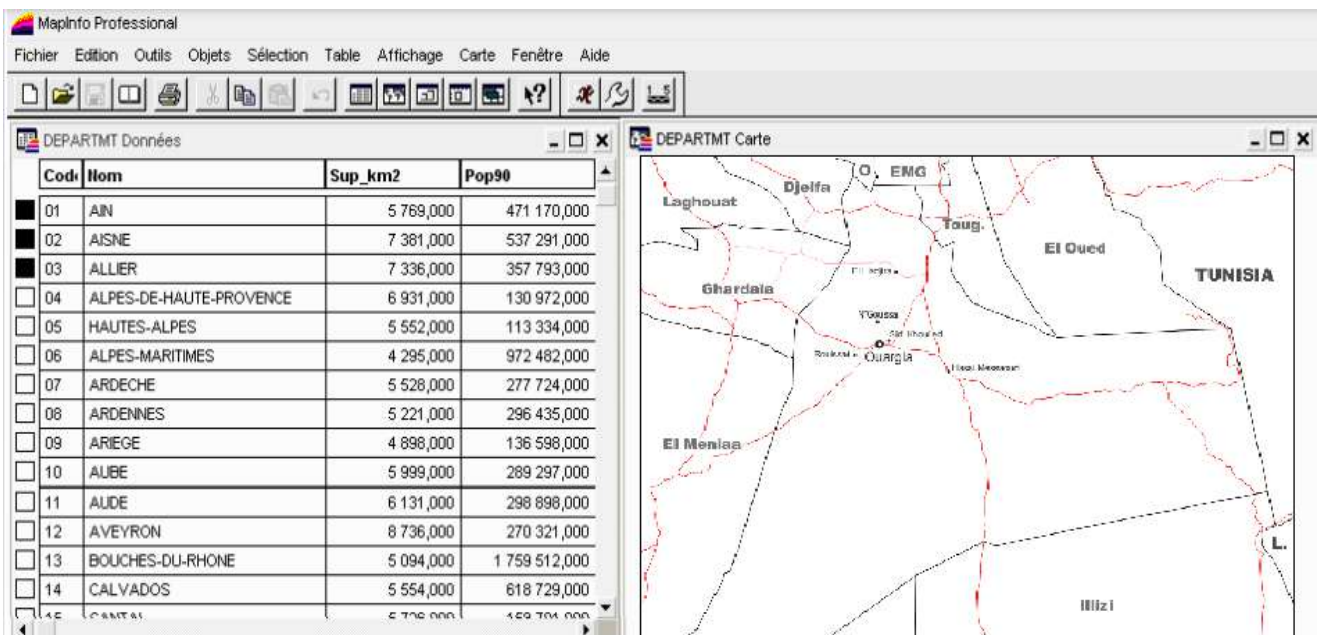 MapInfo Professional
Fichier Edition Outils Objets Sélection Table Affichage Carte Fenêtre Aide
DEPARTMT Données
Code Nom Sup_km2 Pop90
01 AIN 5 769,000 471 170,000
02 AISNE 7 381,000 537 291,000
03 ALLIER 7 336,000 357 793,000
04 ALPES-DE-HAUTE-PROVENCE 6 931,000 130 972,000
05 HAUTES-ALPES 5 552,000 113 334,000
06 ALPES-MARITIMES 4 295,000 972 482,000
07 ARDECHE 5 528,000 277 724,000
08 ARDENNES 5 221,000 296 435,000
09 ARIEGE 4 898,000 136 598,000
10 AUBE 5 999,000 289 297,000
11 AUDE 6 131,000 298 898,000
12 AVEYRON 8 736,000 270 321,000
13 BOUCHES-DU-RHONE 5 094,000 1 759 512,000
14 CALVADOS 5 554,000 618 729,000
DEPARTMT Carte
O EMG
Djelfa
Laghouat
Toug.
El Oued
TUNISIA
Ghardaia
N'Goussa
Ouargla
Hassi Messaoud
El Meniaa
L.
Illizi